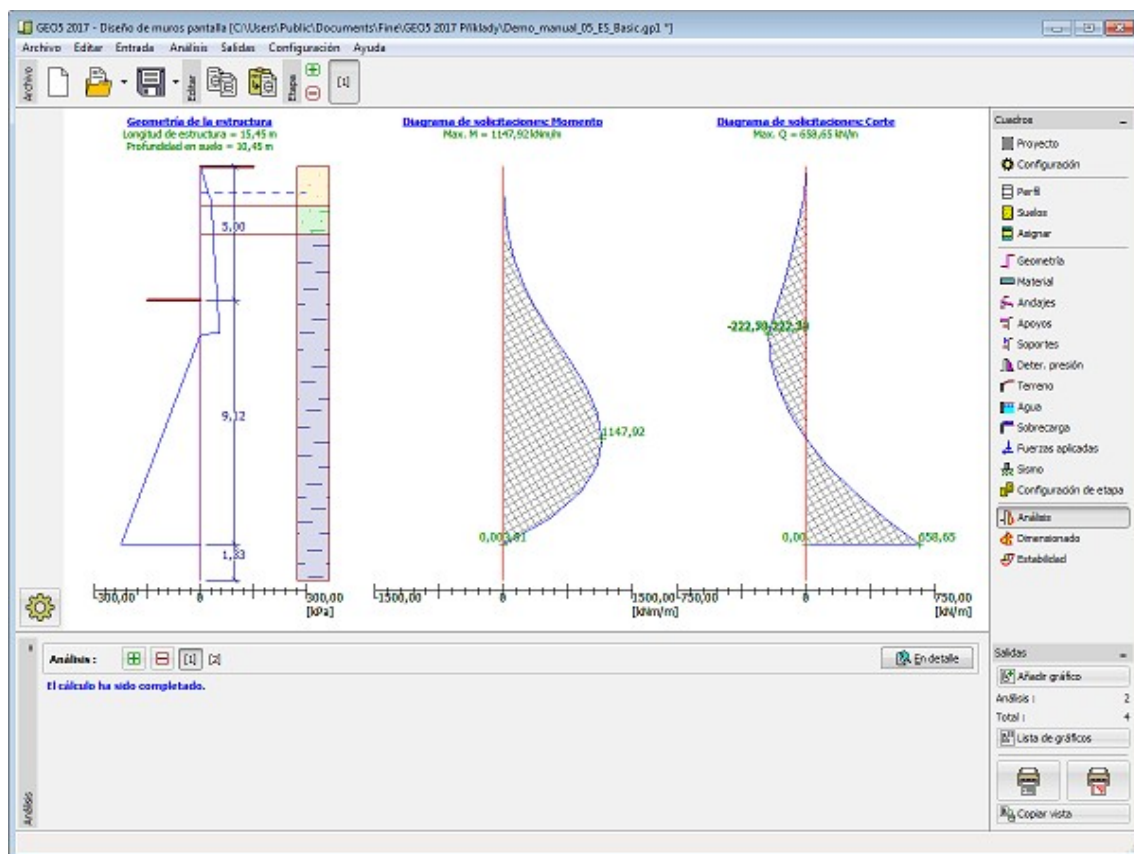 GEO5 2017 - Diseño de muros pantalla [C:\Users\Public\Documents\Fine\GEO5 2017 Příklady\Demo_manual_05_ES_Basic.gp1 *]
Archivo Editar Entrada Análisis Salidas Configuración Ayuda
Archivo
Editar
Etapa
[1]
Geometría de la estructura
Longitud de estructura = 15,45 m
Profundidad en suelo = 10,45 m
Diagrama de solicitaciones: Momento
Max. M = 1147,92 kNm/m
Diagrama de solicitaciones: Corte
Max. Q = 658,65 kN/m
5,00
9,12
1,33
-300,00 0 300,00
[kPa]
1147,92
-1500,00 0 1500,00
[kNm/m]
-222,39
0,00
658,65
-750,00 0 750,00
[kN/m]
Cuadros
Proyecto
Configuración
Perfil
Suelos
Asignar
Geometría
Material
Anclajes
Apoyos
Soportes
Deter. presión
Terreno
Agua
Sobrecarga
Fuerzas aplicadas
Sismo
Configuración de etapa
Análisis
Dimensionado
Estabilidad
Análisis : [1] [2]
En detalle
El cálculo ha sido completado.
Análisis
Salidas
Añadir gráfico
Análisis : 2
Total : 4
Lista de gráficos
Copiar vista